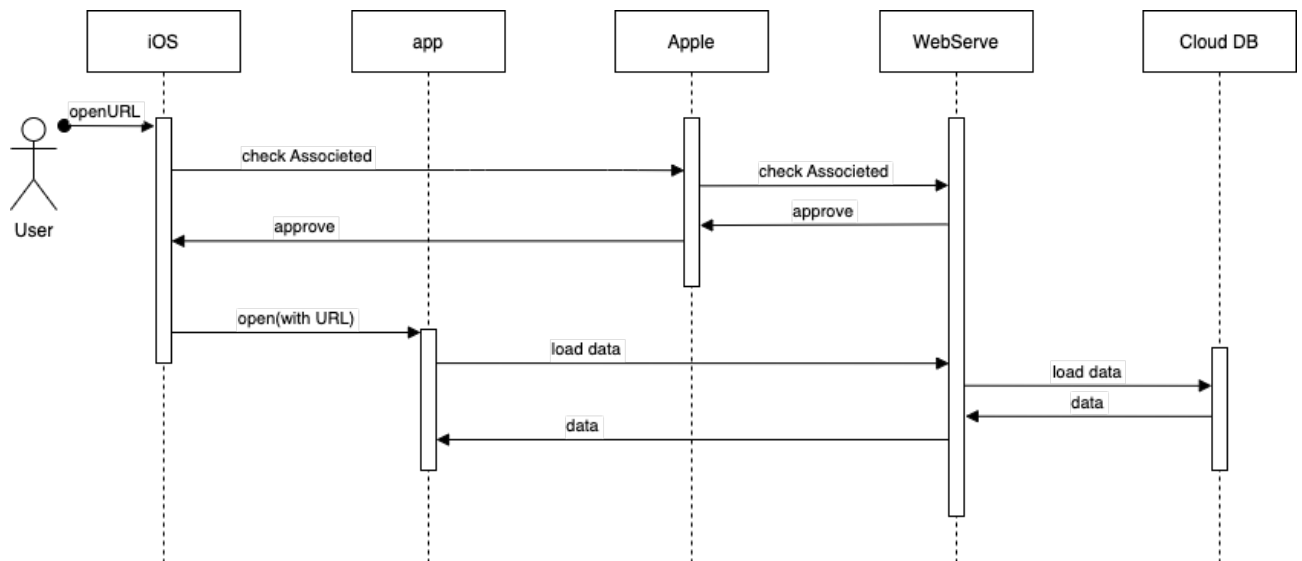 iOS
app
Apple
WebServe
Cloud DB
openURL
check Associeted
check Associeted
approve
approve
User
open(with URL)
load data
load data
data
data